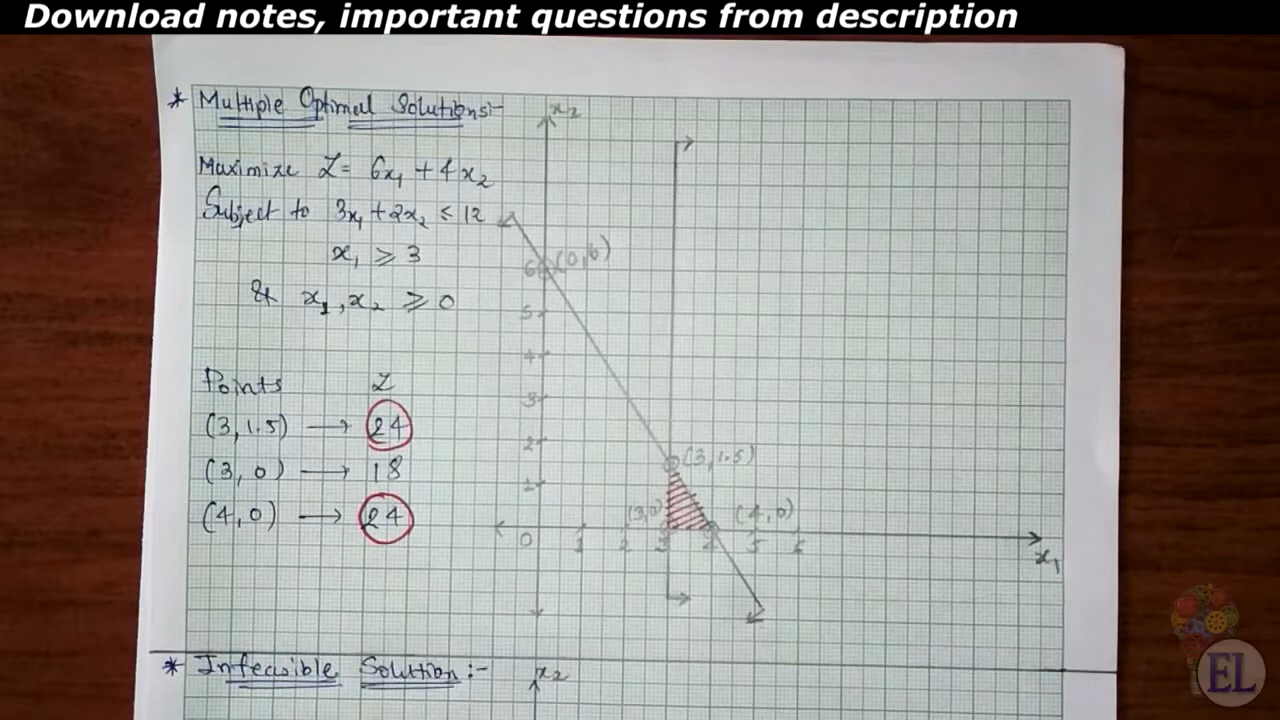 Download notes, important questions from description
* Multiple Optimal Solutions:-
Maximize Z = 6x₁ + 4x₂
Subject to 3x₁ + 2x₂ ≤ 12
x₁ ≥ 3
& x₁, x₂ ≥ 0
Points Z
(3, 1.5) → 24
(3, 0) → 18
(4, 0) → 24
x₂
(0,6)
6
5
4
3
2
1
(3,1.5)
(3,0) (4,0)
0 1 2 3 4 5 6
x₁
* Infeasible Solution:-
x₂
EL